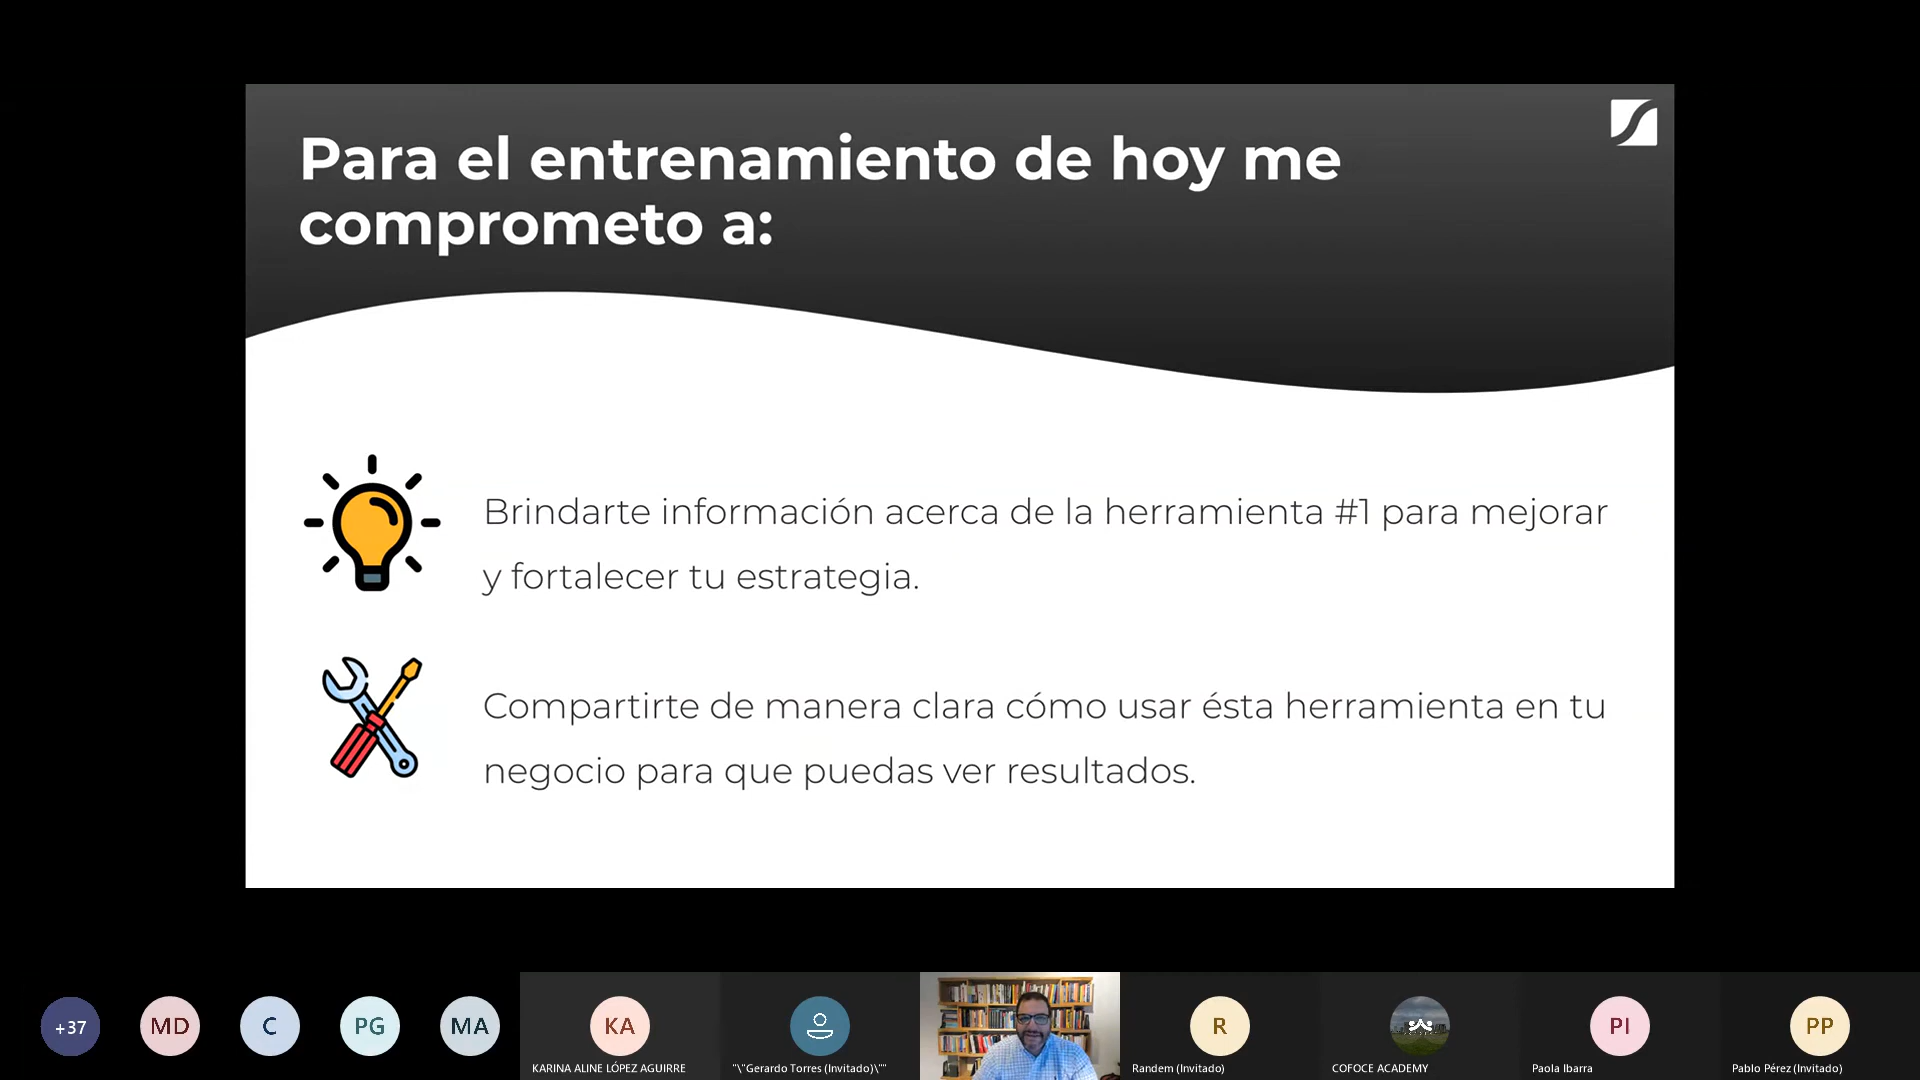 Para el entrenamiento de hoy me
comprometo a:
Brindarte información acerca de la herramienta #1 para mejorar
y fortalecer tu estrategia.
Compartirte de manera clara cómo usar ésta herramienta en tu
negocio para que puedas ver resultados.
+37
MD
C
PG
MA
KA
R
PI
PP
KARINA ALINE LÓPEZ AGUIRRE
"\"Gerardo Torres (Invitado)\""
Randem (Invitado)
COFOCE ACADEMY
Paola Ibarra
Pablo Pérez (Invitado)